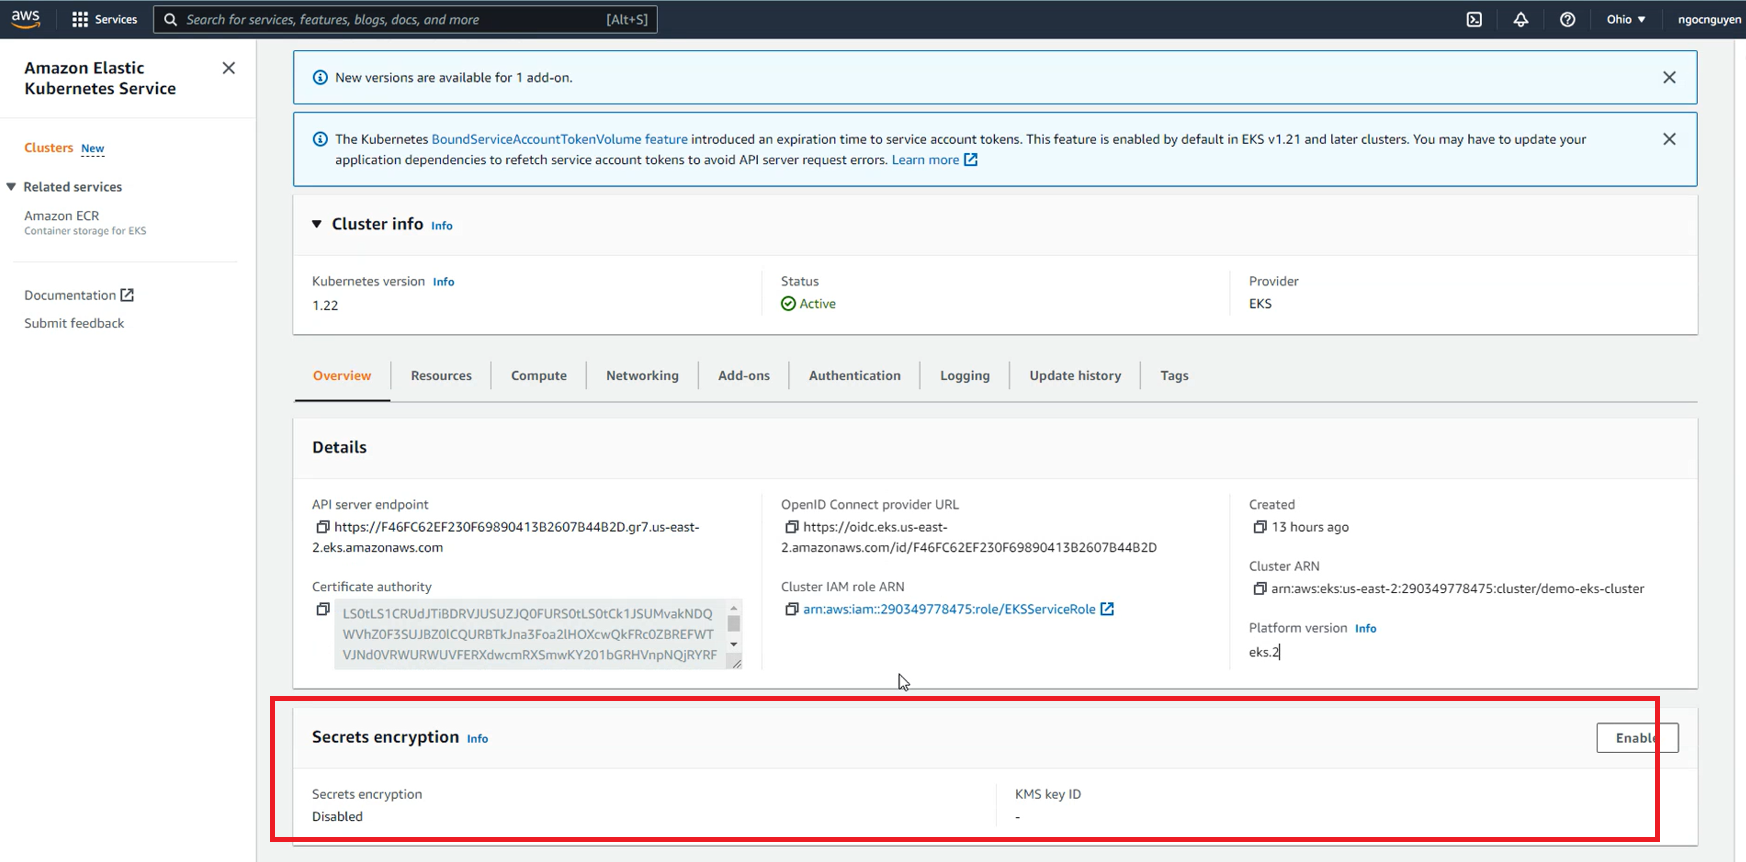 aws
Services
Search for services, features, blogs, docs, and more
[Alt+S]
Ohio ▼
ngocnguyen
Amazon Elastic
Kubernetes Service
Clusters New
Related services
Amazon ECR
Container storage for EKS
Documentation
Submit feedback
New versions are available for 1 add-on.
The Kubernetes BoundServiceAccountTokenVolume feature introduced an expiration time to service account tokens. This feature is enabled by default in EKS v1.21 and later clusters. You may have to update your
application dependencies to refetch service account tokens to avoid API server request errors. Learn more
Cluster info Info
Kubernetes version Info
1.22
Status
Active
Provider
EKS
Overview
Resources
Compute
Networking
Add-ons
Authentication
Logging
Update history
Tags
Details
API server endpoint
https://F46FC62EF230F69890413B2607B44B2D.gr7.us-east-
2.eks.amazonaws.com
Certificate authority
LS0tLS1CRUdJTiBDRVJUSUZJQ0FURS0tLS0tCk1JSUMvakNDQ
WVhZ0F3SUJBZ0lCQURBTkJna3Foa2lHOXcwQkFRc0ZBREFWT
VJNd0VRWURWUVFERXdwcmRXSmwKY201bGRHVnpNQjRYRF
OpenID Connect provider URL
https://oidc.eks.us-east-
2.amazonaws.com/id/F46FC62EF230F69890413B2607B44B2D
Cluster IAM role ARN
arn:aws:iam::290349778475:role/EKSServiceRole
Created
13 hours ago
Cluster ARN
arn:aws:eks:us-east-2:290349778475:cluster/demo-eks-cluster
Platform version Info
eks.2
Secrets encryption Info
Enable
Secrets encryption
Disabled
KMS key ID
-